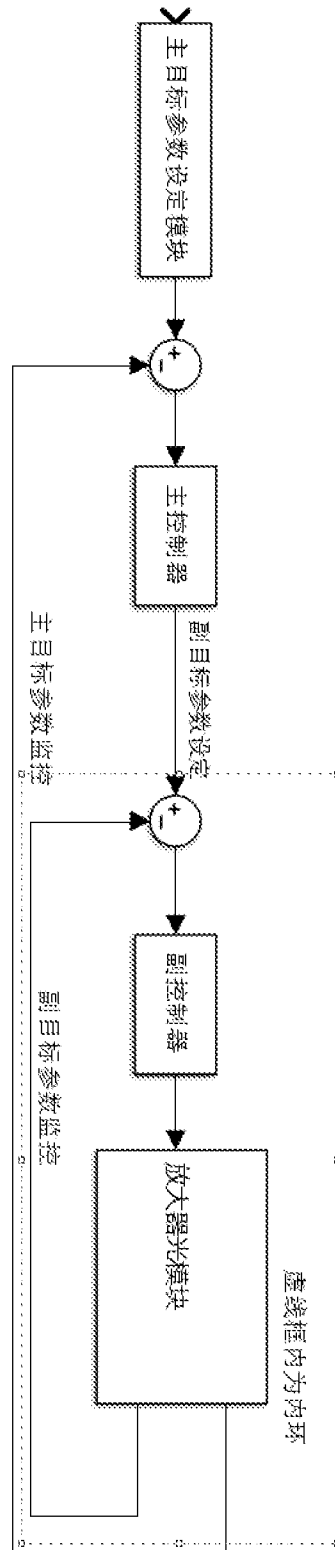 主目标参数设定模块
+
−
主控制器
副目标参数设定
主目标参数监控
+
−
副控制器
副目标参数监控
放大器光模块
虚线框内为内环